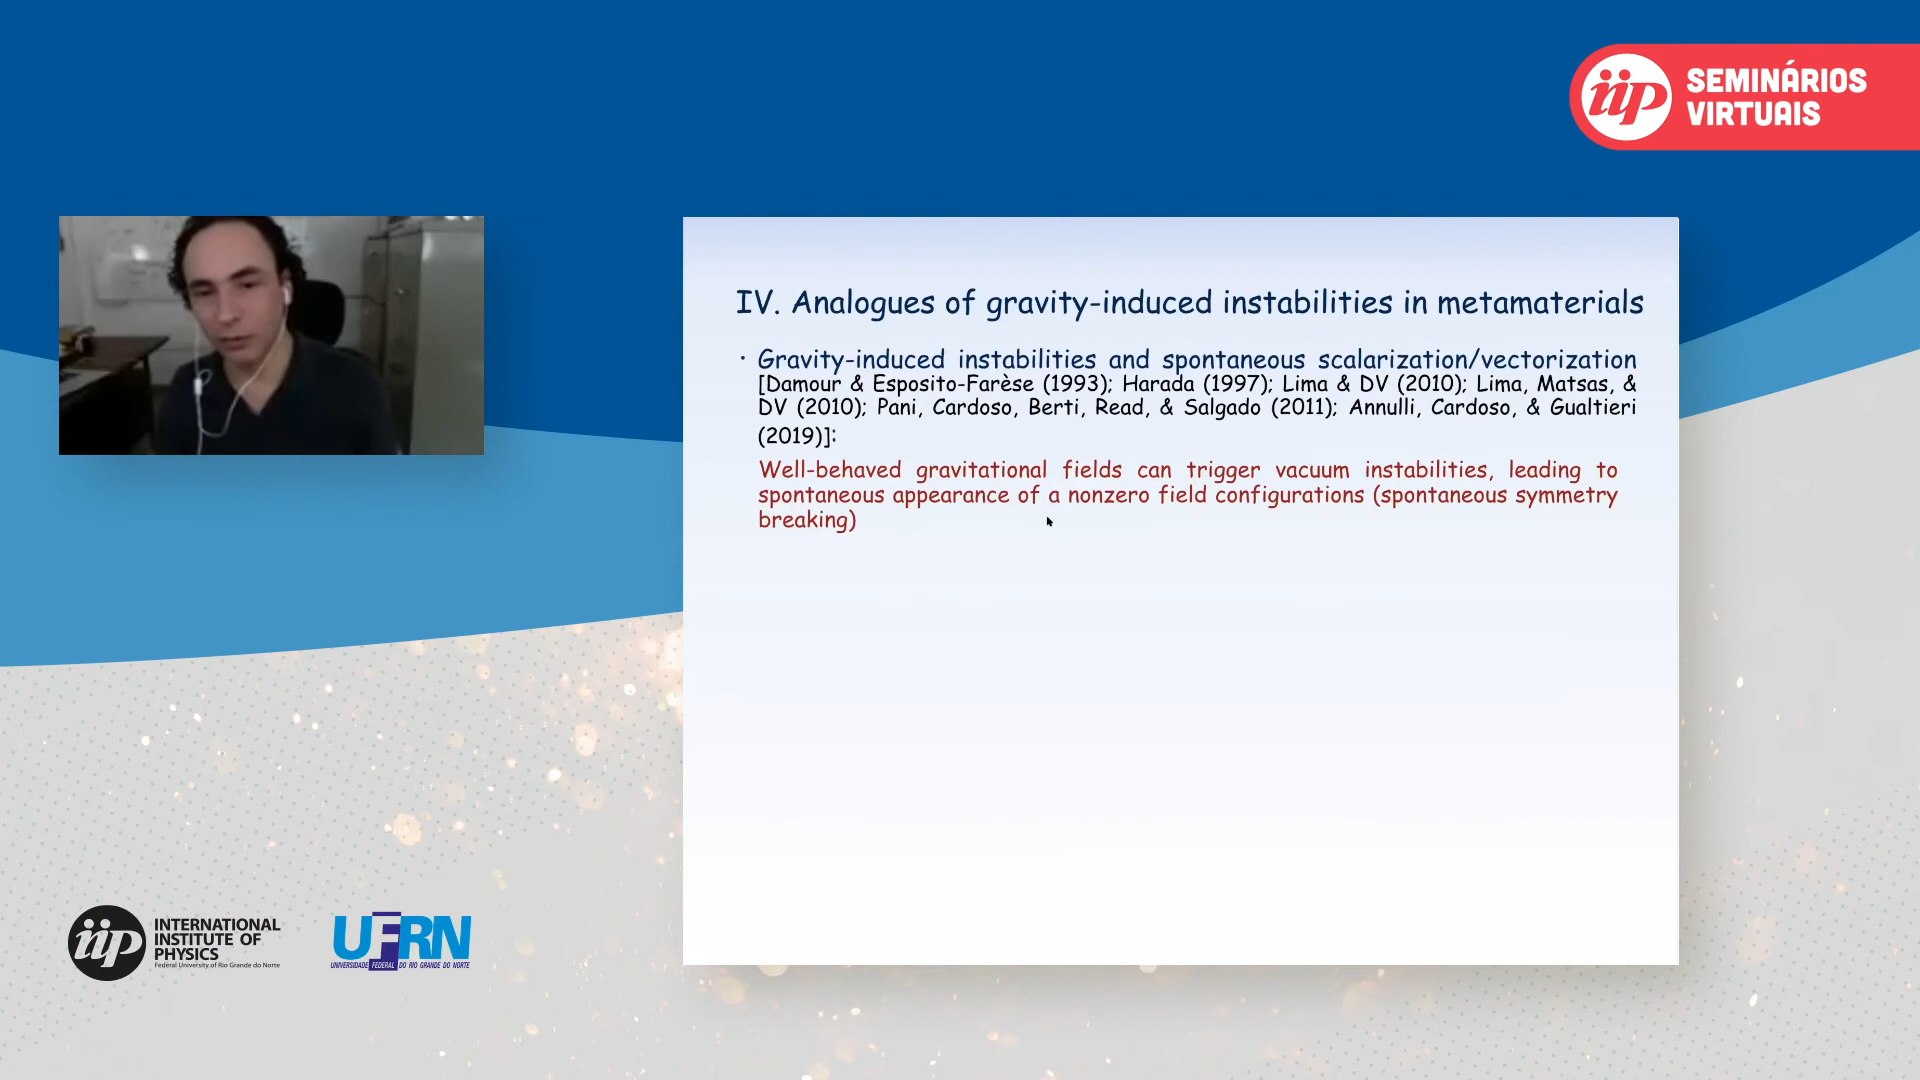 iip SEMINÁRIOS
VIRTUAIS
IV. Analogues of gravity-induced instabilities in metamaterials
· Gravity-induced instabilities and spontaneous scalarization/vectorization
[Damour & Esposito-Farèse (1993); Harada (1997); Lima & DV (2010); Lima, Matsas, &
DV (2010); Pani, Cardoso, Berti, Read, & Salgado (2011); Annulli, Cardoso, & Gualtieri
(2019)]:
Well-behaved gravitational fields can trigger vacuum instabilities, leading to
spontaneous appearance of a nonzero field configurations (spontaneous symmetry
breaking)
iip INTERNATIONAL
INSTITUTE OF
PHYSICS
Federal University of Rio Grande do Norte
UFRN
UNIVERSIDADE FEDERAL DO RIO GRANDE DO NORTE